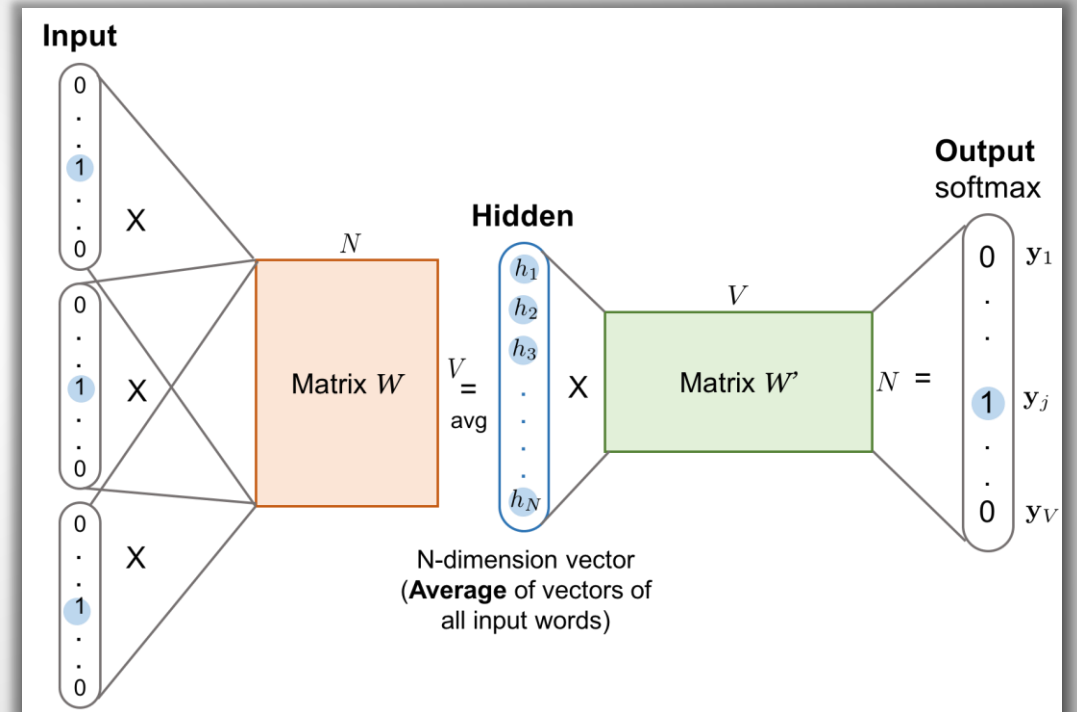 Input
0
.
.
1
.
.
0
X
0
.
.
1
.
.
0
X
0
.
.
1
.
.
0
X
N
Matrix W
V
=
avg
Hidden
h1
h2
h3
.
.
.
hN
N-dimension vector
(Average of vectors of
all input words)
X
V
Matrix W’
N =
Output
softmax
0 y1
.
.
1 yj
.
.
0 yV